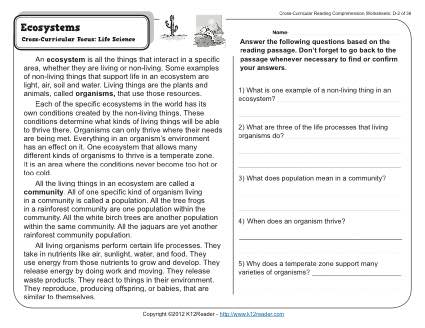 Cross-Curricular Reading Comprehension Worksheets: D-2 of 36
Ecosystems
Cross-Curricular Focus: Life Science
Name
An ecosystem is all the things that interact in a specific
area, whether they are living or non-living. Some examples
of non-living things that support life in an ecosystem are
light, air, soil and water. Living things are the plants and
animals, called organisms, that use those resources.
Each of the specific ecosystems in the world has its
own conditions created by the non-living things. These
conditions determine what kinds of living things will be able
to thrive there. Organisms can only thrive where their needs
are being met. Everything in an organism's environment
has an effect on it. One ecosystem that allows many
different kinds of organisms to thrive is a temperate zone.
It is an area where the conditions never become too hot or
too cold.
All the living things in an ecosystem are called a
community. All of one specific kind of organism living
in a community is called a population. All the tree frogs
in a rainforest community are one population within the
community. All the white birch trees are another population
within the same community. All the jaguars are yet another
rainforest community population.
All living organisms perform certain life processes. They
take in nutrients like air, sunlight, water, and food. They
use energy from those nutrients to grow and develop. They
release energy by doing work and moving. They release
waste products. They react to things in their environment.
They reproduce, producing offspring, or babies, that are
similar to themselves.
Answer the following questions based on the
reading passage. Don't forget to go back to the
passage whenever necessary to find or confirm
your answers.
1) What is one example of a non-living thing in an
ecosystem?
2) What are three of the life processes that living
organisms do?
3) What does population mean in a community?
4) When does an organism thrive?
5) Why does a temperate zone support many
varieties of organisms?
Copyright ©2012 K12Reader - http://www.k12reader.com